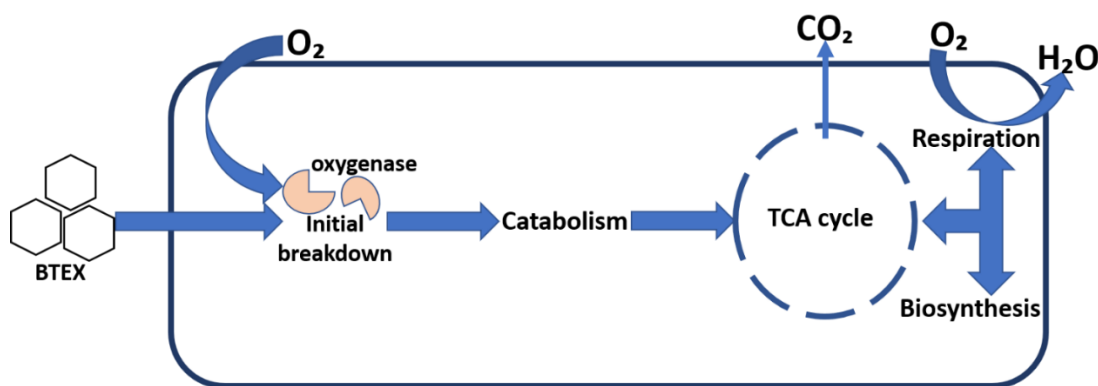 O₂
CO₂
O₂
H₂O
Respiration
oxygenase
Initial
breakdown
Catabolism
TCA cycle
BTEX
Biosynthesis